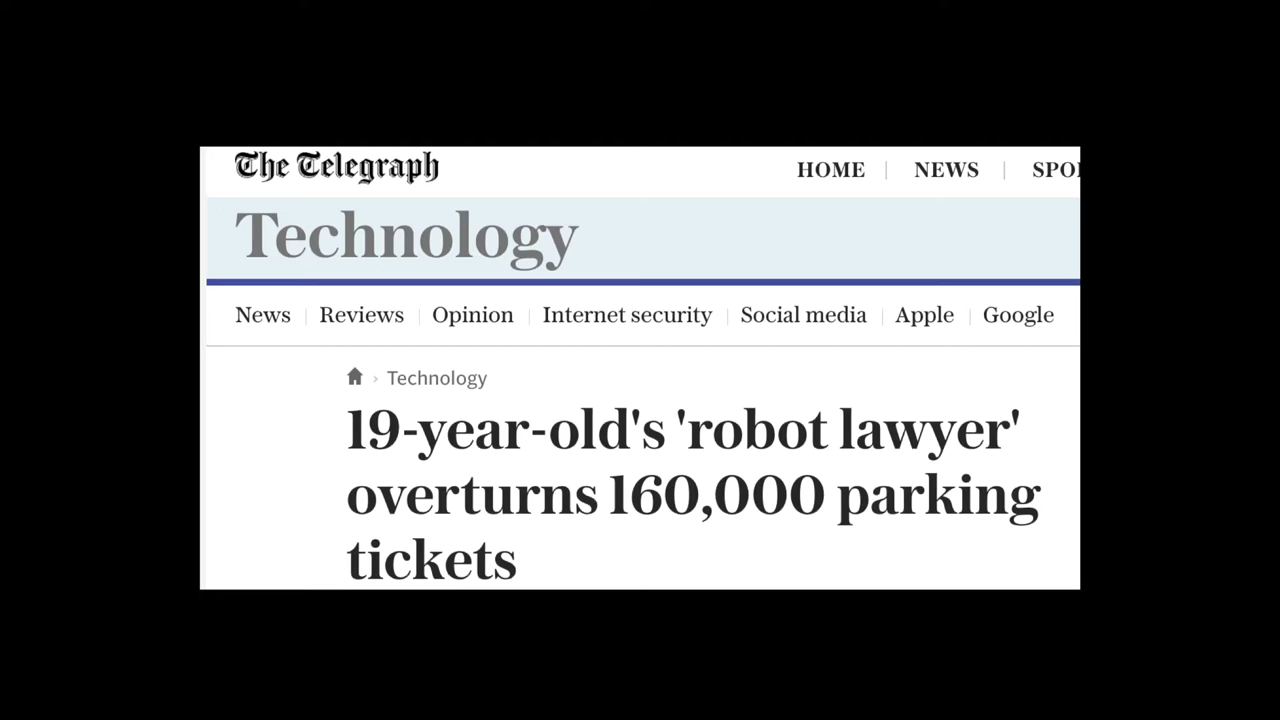 The Telegraph
HOME | NEWS | SPO
Technology
News | Reviews | Opinion | Internet security | Social media | Apple | Google
› Technology
19-year-old's 'robot lawyer'
overturns 160,000 parking
tickets